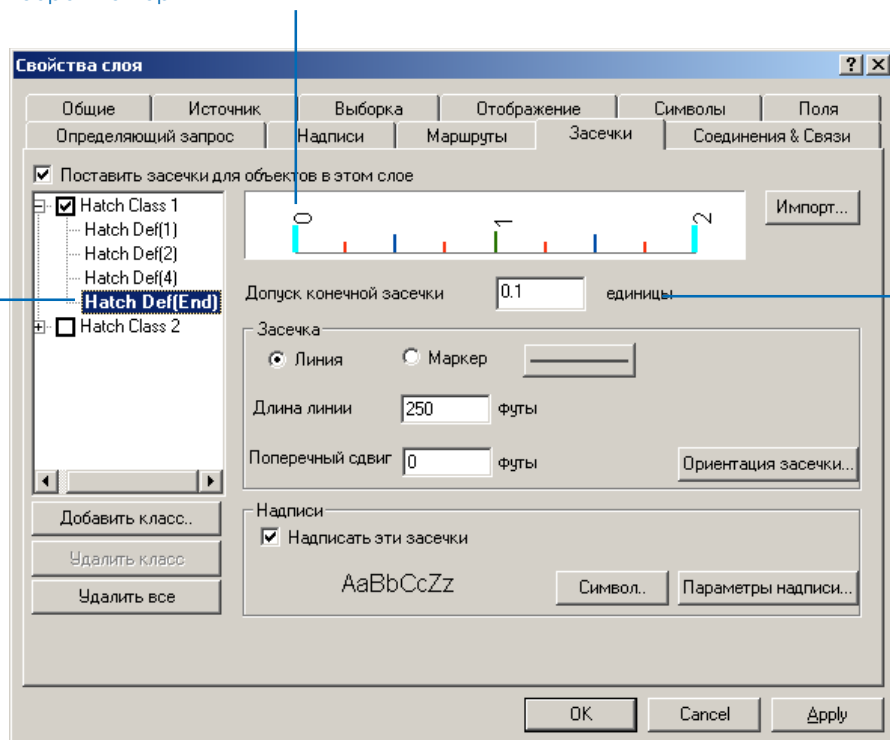 Свойства слоя
Общие Источник Выборка Отображение Символы Поля
Определяющий запрос Надписи Маршруты Засечки Соединения & Связи
Поставить засечки для объектов в этом слое
Hatch Class 1
Hatch Def(1)
Hatch Def(2)
Hatch Def(4)
Hatch Def(End)
Hatch Class 2
0 1 2
Импорт...
Допуск конечной засечки 0.1 единицы
Засечка
Линия Маркер
Длина линии 250 футы
Поперечный сдвиг 0 футы
Ориентация засечки...
Добавить класс..
Удалить класс
Удалить все
Надписи
Надписать эти засечки
AaBbCcZz Символ.. Параметры надписи...
OK Cancel Apply